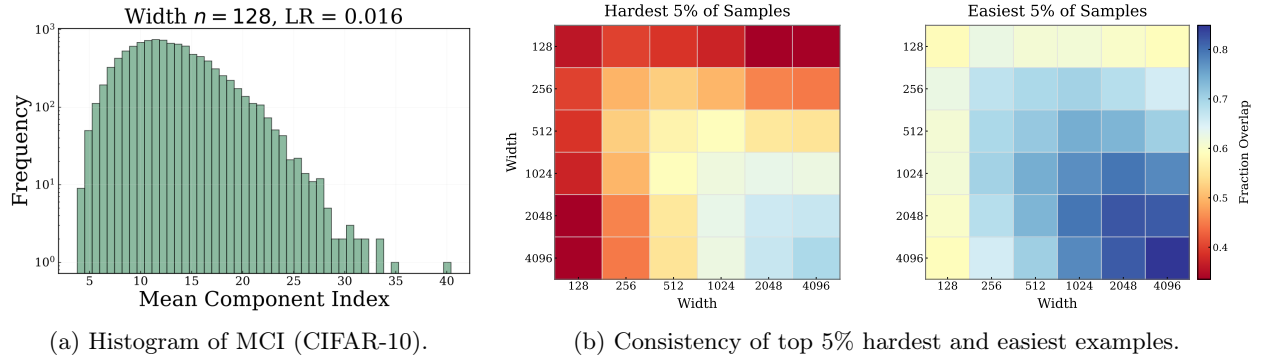 Width n = 128, LR = 0.016
Frequency
10³
10²
10¹
10⁰
5 10 15 20 25 30 35 40
Mean Component Index
(a) Histogram of MCI (CIFAR-10).
Hardest 5% of Samples
Width
128
256
512
1024
2048
4096
128 256 512 1024 2048 4096
Width
Easiest 5% of Samples
128
256
512
1024
2048
4096
128 256 512 1024 2048 4096
Width
0.8
0.7
0.6
0.5
0.4
Fraction Overlap
(b) Consistency of top 5% hardest and easiest examples.